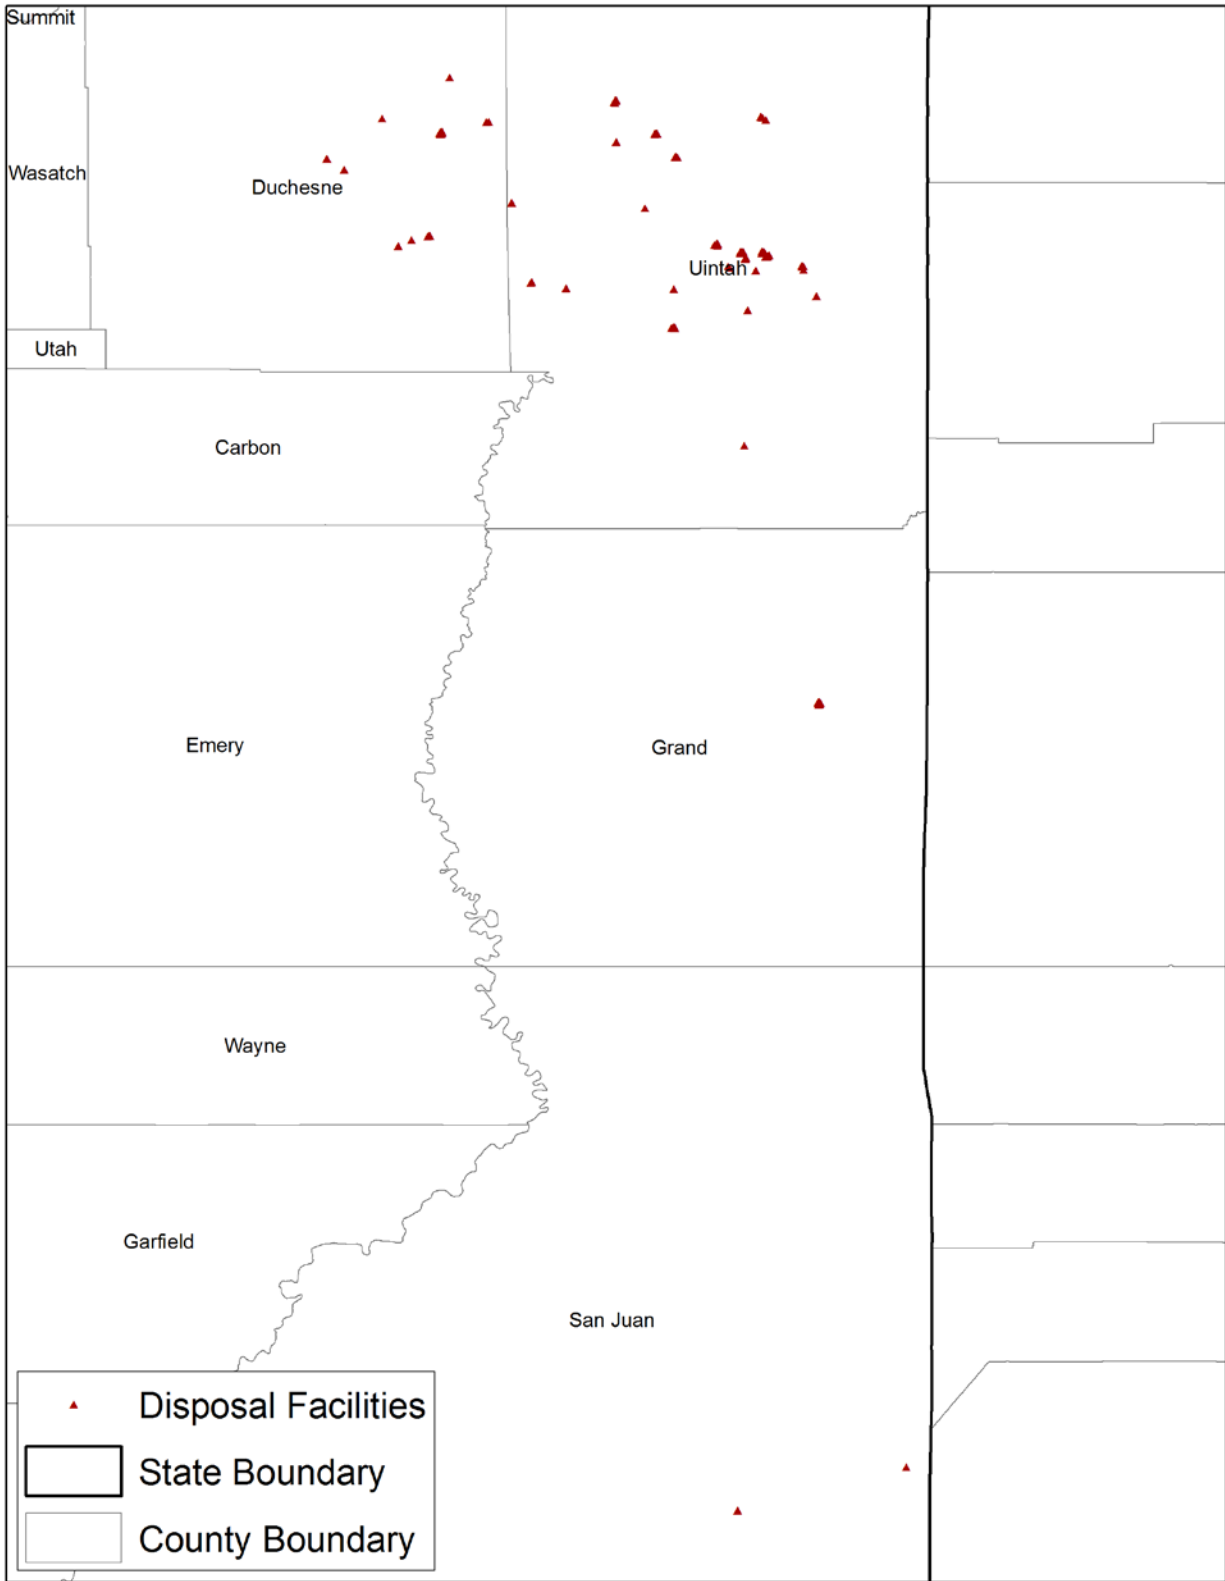 Summit
Wasatch
Duchesne
Uintah
Utah
Carbon
Emery
Grand
Wayne
Garfield
San Juan
Disposal Facilities
State Boundary
County Boundary